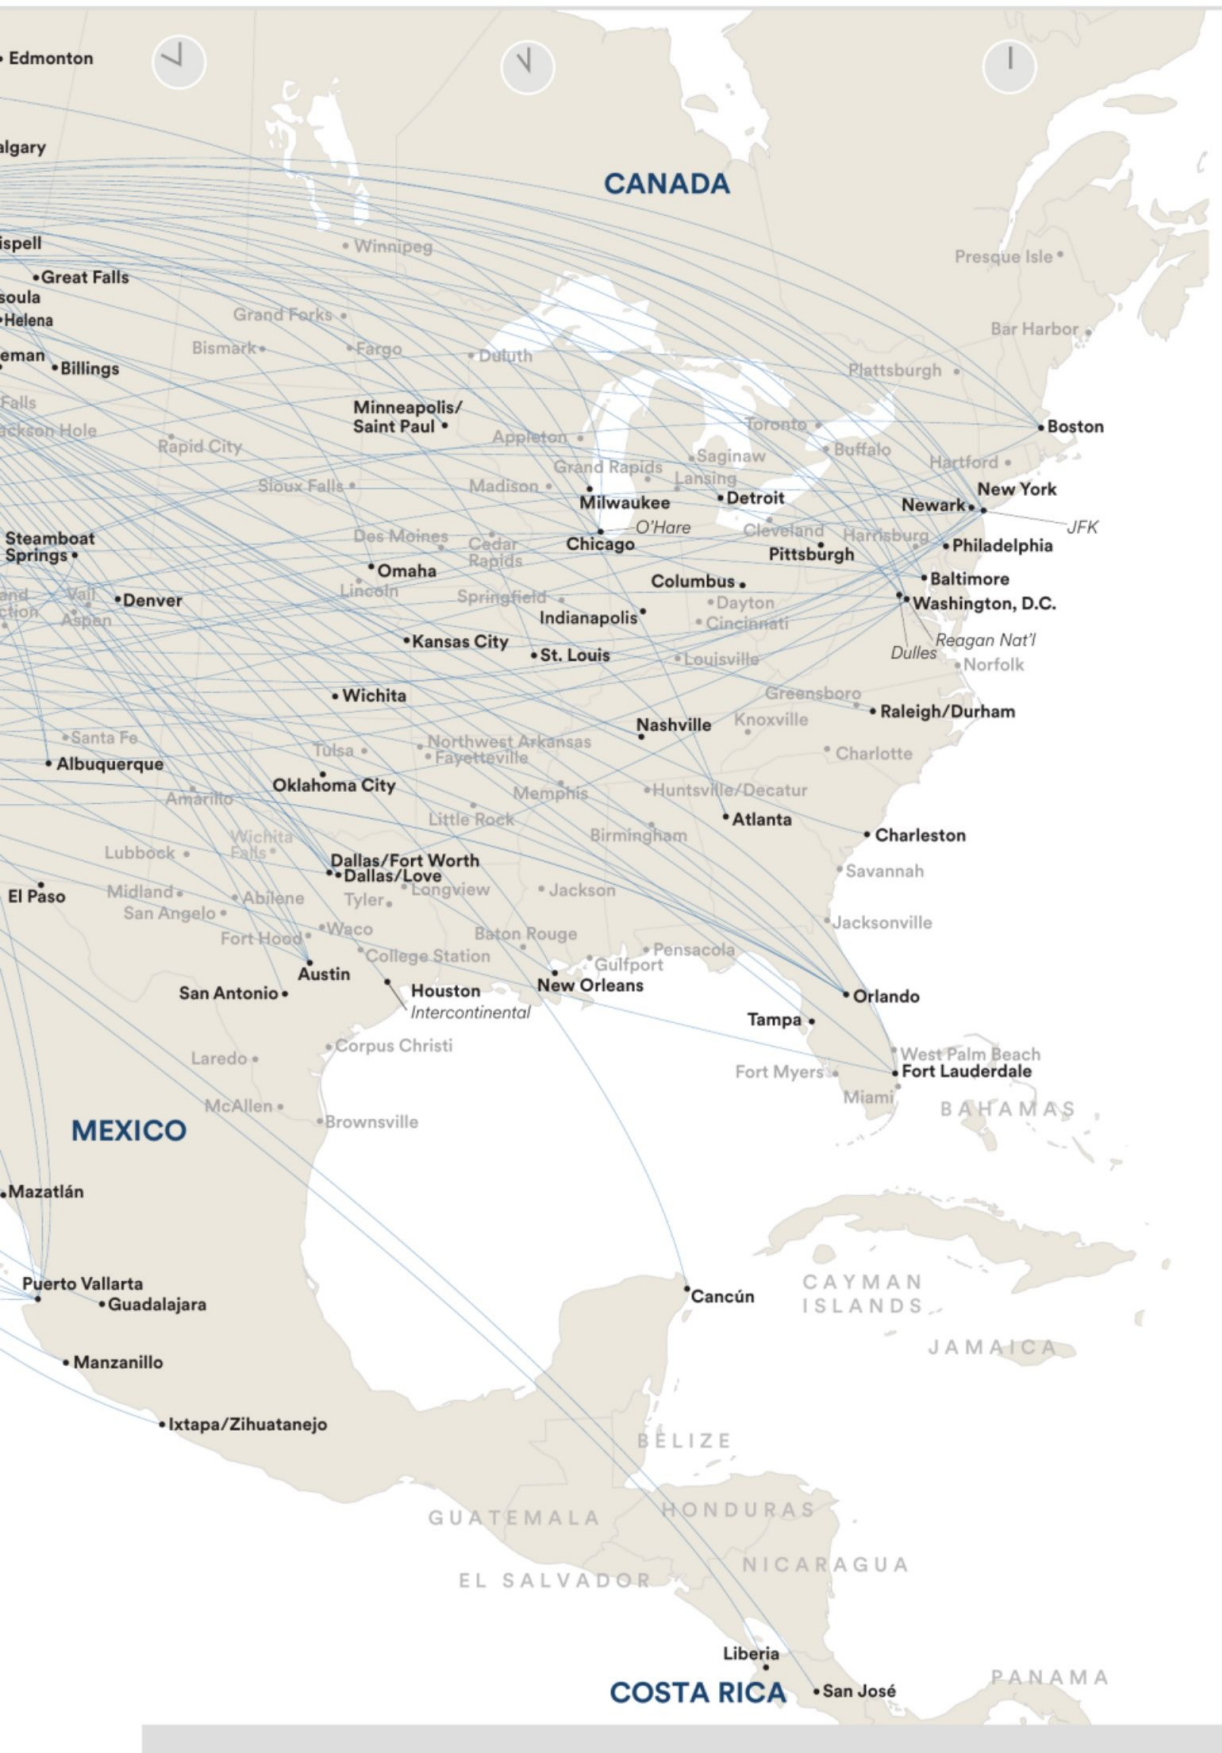 Edmonton
algary
CANADA
ispell
Winnipeg
Presque Isle
Great Falls
soula
Helena
Grand Forks
Bar Harbor
Bismark
Fargo
Duluth
eman
Billings
Plattsburgh
Falls
ackson Hole
Minneapolis/
Saint Paul
Toronto
Boston
Rapid City
Appleton
Buffalo
Saginaw
Hartford
Grand Rapids
Lansing
Sioux Falls
Madison
Milwaukee
Detroit
New York
Newark
JFK
O'Hare
Cleveland
Harrisburg
Steamboat
Springs
Des Moines
Cedar
Rapids
Chicago
Pittsburgh
Philadelphia
Omaha
Lincoln
Columbus
Baltimore
and
ction
Vail
Aspen
Denver
Springfield
Dayton
Washington, D.C.
Indianapolis
Cincinnati
Reagan Nat'l
Dulles
Kansas City
St. Louis
Louisville
Norfolk
Wichita
Greensboro
Raleigh/Durham
Nashville
Knoxville
Santa Fe
Tulsa
Northwest Arkansas
Fayetteville
Charlotte
Albuquerque
Oklahoma City
Amarillo
Memphis
Huntsville/Decatur
Little Rock
Birmingham
Atlanta
Charleston
Wichita
Falls
Lubbock
Dallas/Fort Worth
Dallas/Love
Savannah
El Paso
Midland
Abilene
Tyler
Longview
Jackson
San Angelo
Fort Hood
Waco
Baton Rouge
Jacksonville
College Station
Pensacola
Gulfport
Austin
New Orleans
San Antonio
Houston
Intercontinental
Orlando
Tampa
Laredo
Corpus Christi
West Palm Beach
Fort Myers
Fort Lauderdale
Miami
McAllen
BAHAMAS
Brownsville
MEXICO
Mazatlán
Puerto Vallarta
Guadalajara
Cancún
CAYMAN
ISLANDS
JAMAICA
Manzanillo
Ixtapa/Zihuatanejo
BELIZE
GUATEMALA
HONDURAS
NICARAGUA
EL SALVADOR
Liberia
COSTA RICA
San José
PANAMA